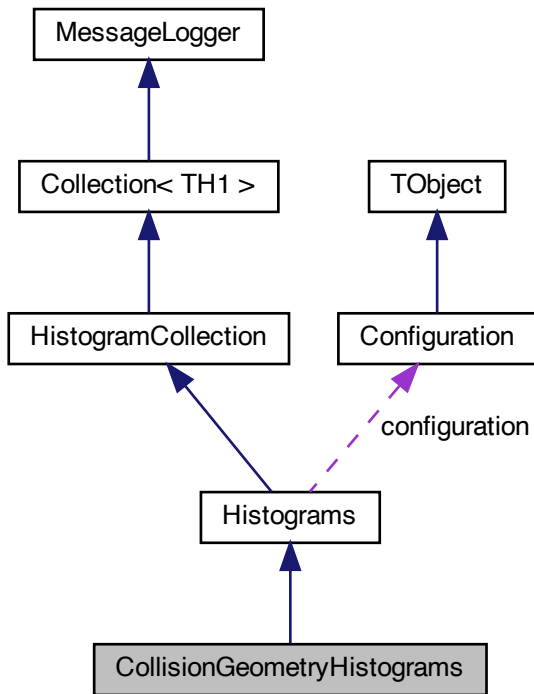 MessageLogger
Collection< TH1 >
TObject
HistogramCollection
Configuration
configuration
Histograms
CollisionGeometryHistograms